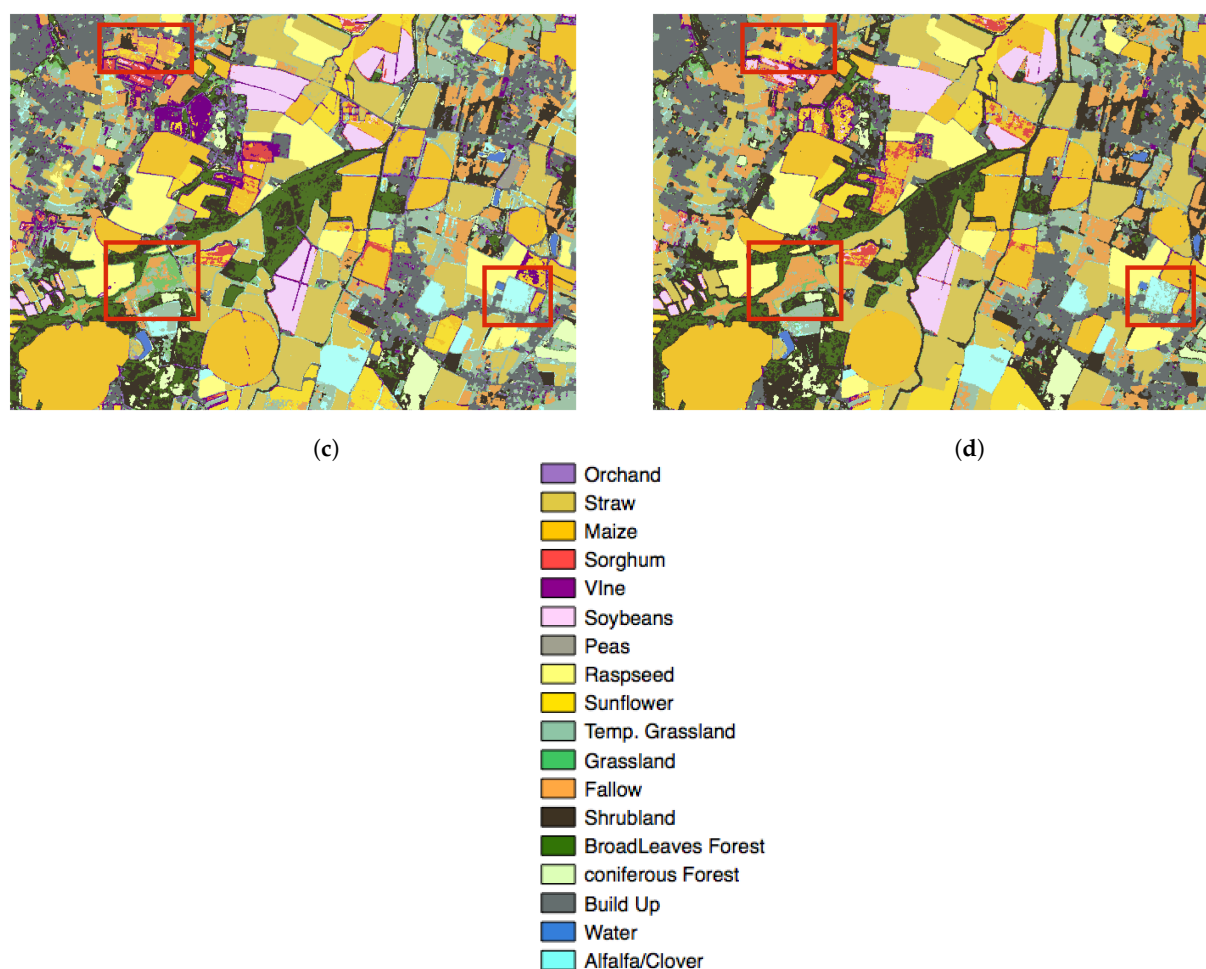 (c)
(d)
Orchand
Straw
Maize
Sorghum
VIne
Soybeans
Peas
Raspseed
Sunflower
Temp. Grassland
Grassland
Fallow
Shrubland
BroadLeaves Forest
coniferous Forest
Build Up
Water
Alfalfa/Clover